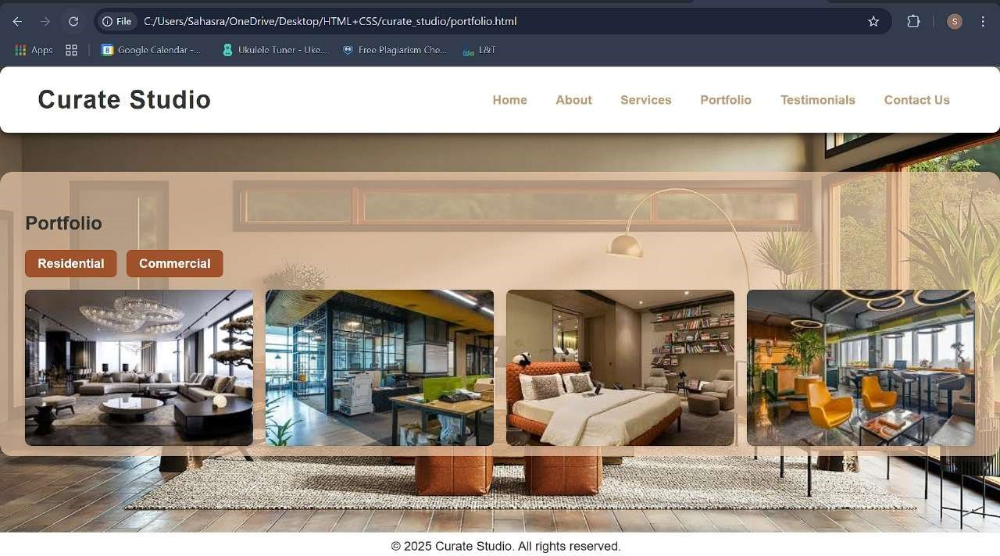 File C:/Users/Sahasra/OneDrive/Desktop/HTML+CSS/curate_studio/portfolio.html S
Apps Google Calendar -... Ukulele Tuner - Uke... Free Plagiarism Che... L&T
Curate Studio Home About Services Portfolio Testimonials Contact Us
Portfolio
Residential Commercial
© 2025 Curate Studio. All rights reserved.